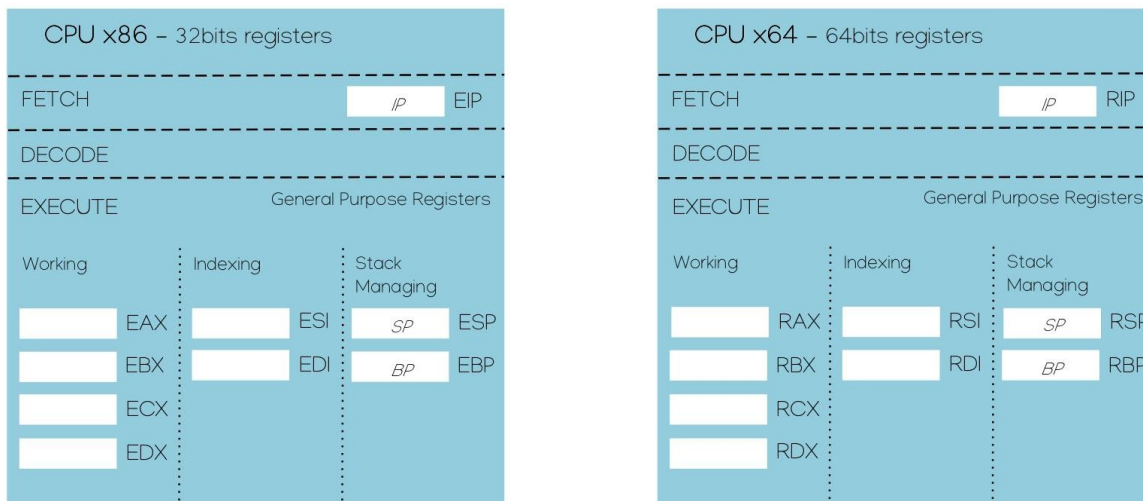 CPU x86 – 32bits registers
FETCH IP EIP
DECODE
EXECUTE General Purpose Registers
Working Indexing Stack
Managing
EAX ESI SP ESP
EBX EDI BP EBP
ECX
EDX
CPU x64 – 64bits registers
FETCH IP RIP
DECODE
EXECUTE General Purpose Registers
Working Indexing Stack
Managing
RAX RSI SP RSP
RBX RDI BP RBP
RCX
RDX